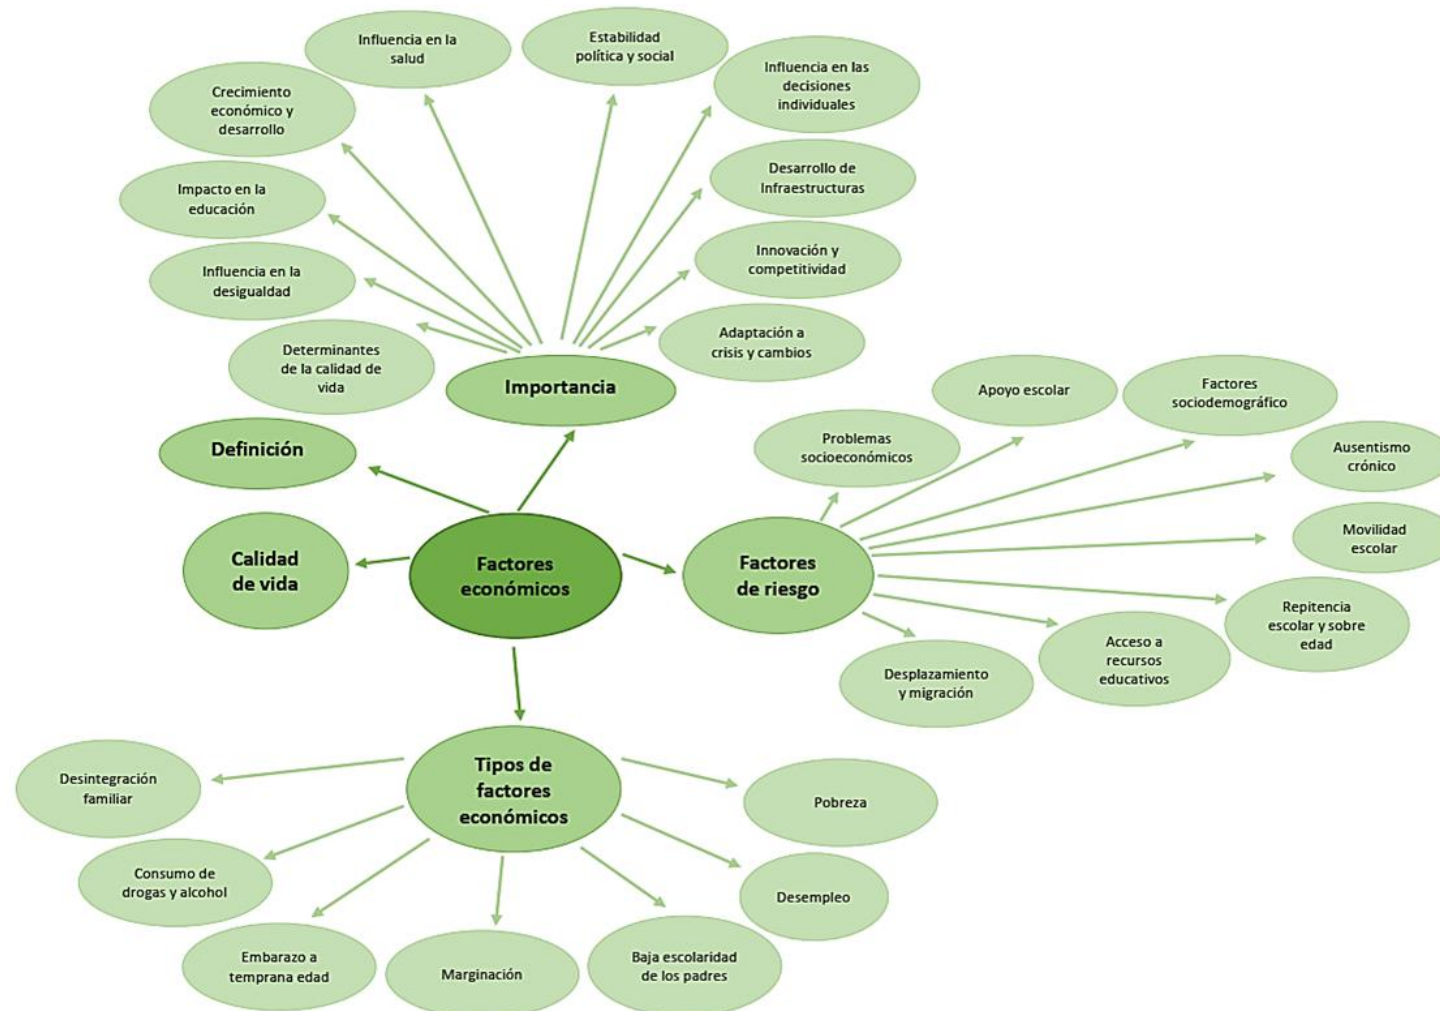 Influencia en la
salud
Estabilidad
política y social
Influencia en las
decisiones
individuales
Crecimiento
económico y
desarrollo
Desarrollo de
Infraestructuras
Impacto en la
educación
Innovación y
competitividad
Influencia en la
desigualdad
Adaptación a
crisis y cambios
Determinantes
de la calidad de
vida
Importancia
Definición
Calidad
de vida
Factores
económicos
Factores
de riesgo
Problemas
socioeconómicos
Apoyo escolar
Factores
sociodemográfico
Ausentismo
crónico
Movilidad
escolar
Repitencia
escolar y sobre
edad
Acceso a
recursos
educativos
Desplazamiento
y migración
Tipos de
factores
económicos
Desintegración
familiar
Consumo de
drogas y alcohol
Embarazo a
temprana edad
Marginación
Baja escolaridad
de los padres
Desempleo
Pobreza